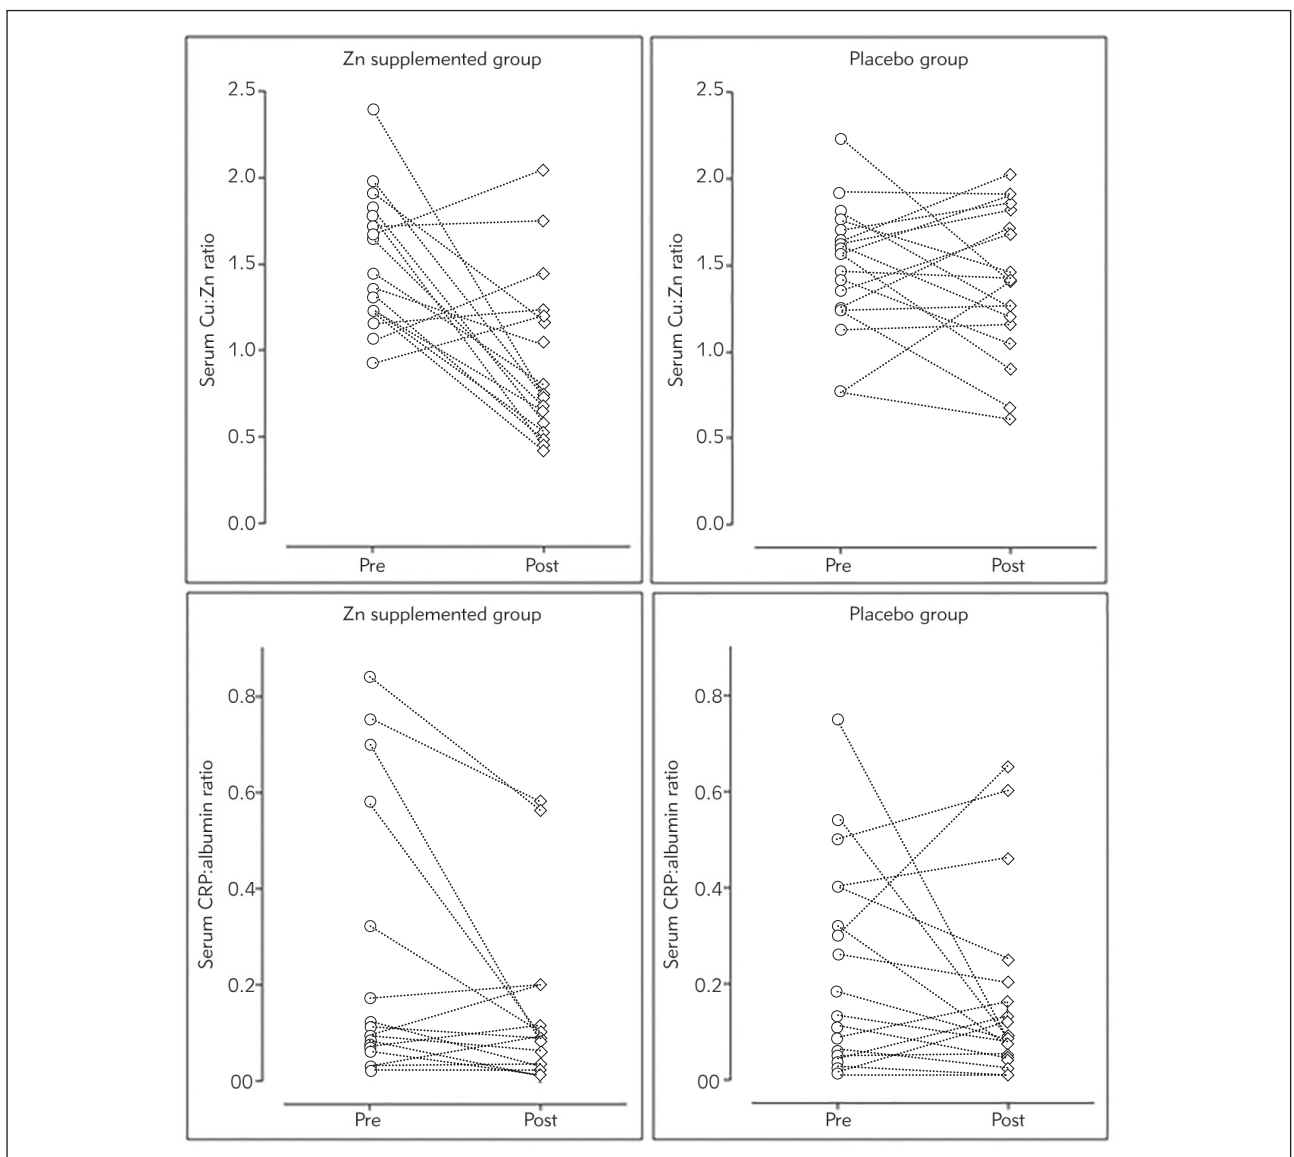 Zn supplemented group
Serum Cu:Zn ratio
2.5
2.0
1.5
1.0
0.5
0.0
Pre Post
Placebo group
Serum Cu:Zn ratio
2.5
2.0
1.5
1.0
0.5
0.0
Pre Post
Zn supplemented group
Serum CRP:albumin ratio
0.8
0.6
0.4
0.2
00
Pre Post
Placebo group
Serum CRP:albumin ratio
0.8
0.6
0.4
0.2
00
Pre Post